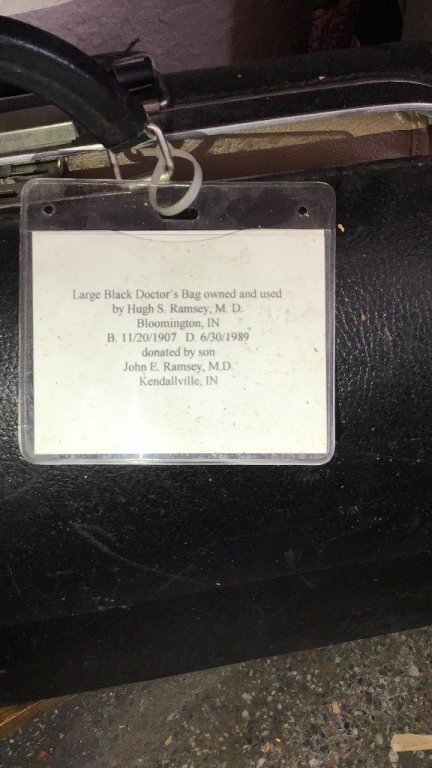 Large Black Doctor's Bag owned and used
by Hugh S. Ramsey, M. D.
Bloomington, IN
B. 11/20/1907 D. 6/30/1989
donated by son
John E. Ramsey, M.D.
Kendallville, IN